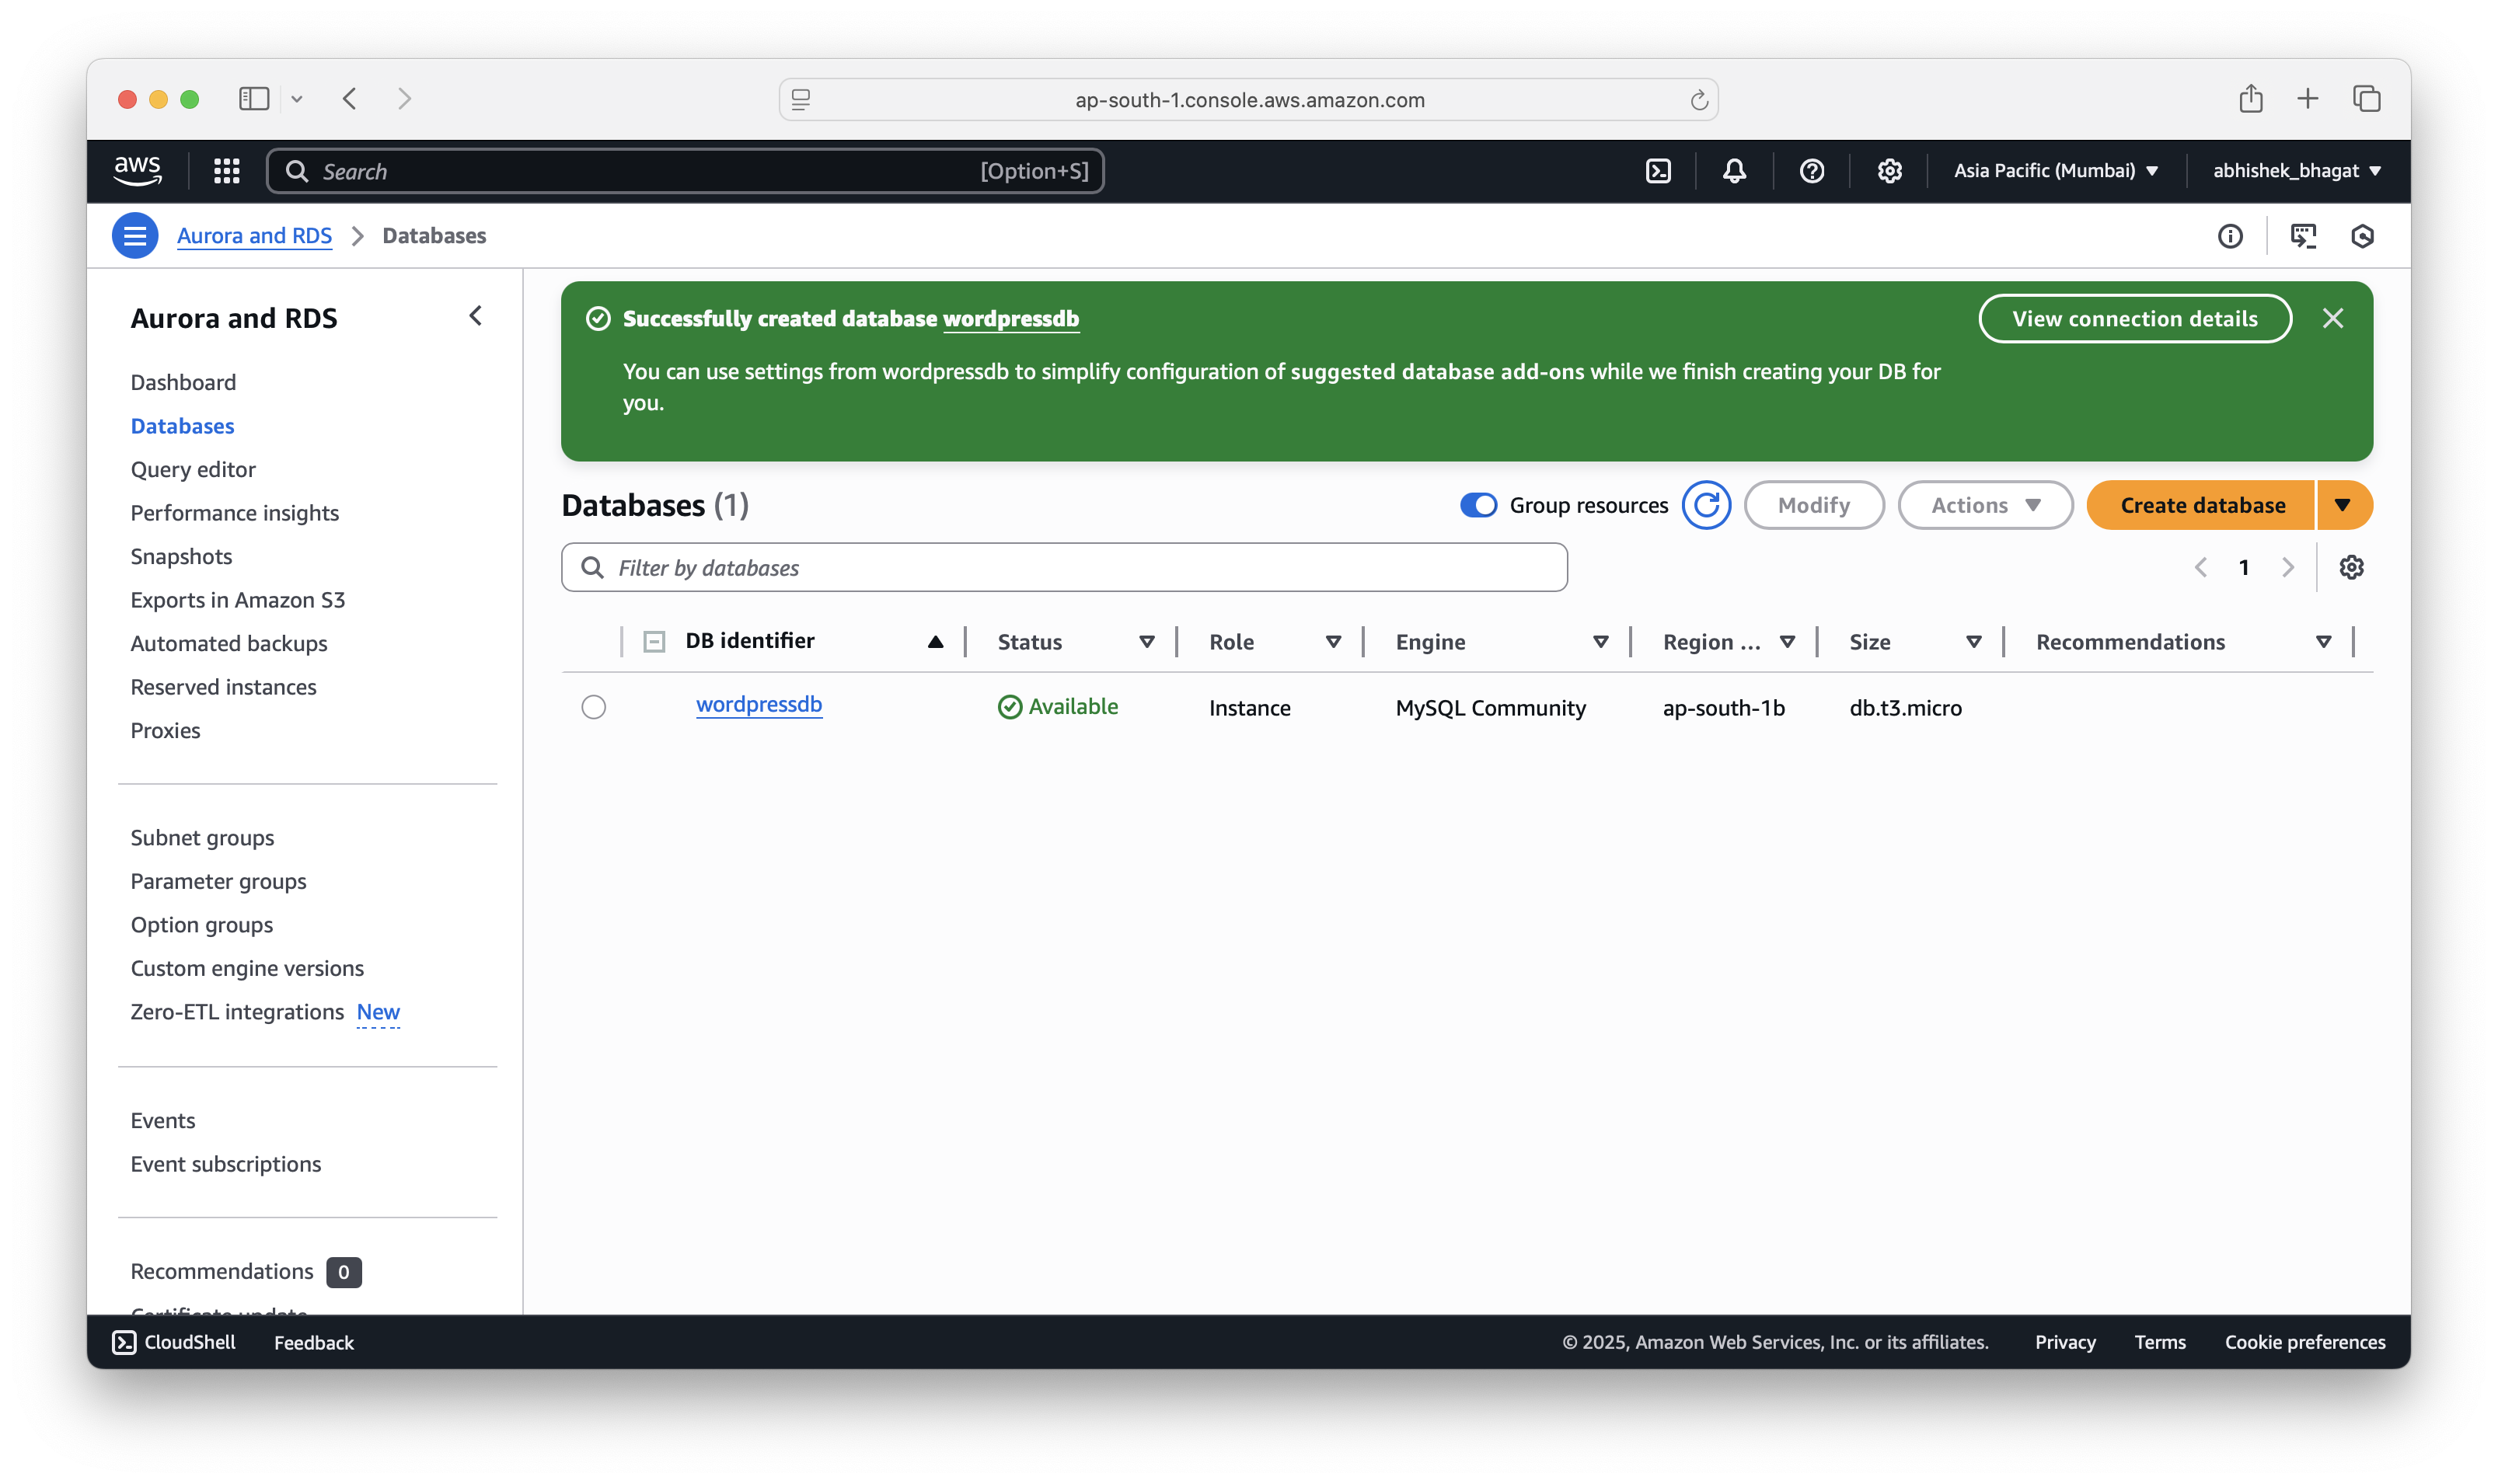 ap-south-1.console.aws.amazon.com
aws
Search
[Option+S]
Asia Pacific (Mumbai)
abhishek_bhagat
Aurora and RDS
Databases
Aurora and RDS
Dashboard
Databases
Query editor
Performance insights
Snapshots
Exports in Amazon S3
Automated backups
Reserved instances
Proxies
Subnet groups
Parameter groups
Option groups
Custom engine versions
Zero-ETL integrations New
Events
Event subscriptions
Recommendations 0
Certificate update
Successfully created database wordpressdb
View connection details
You can use settings from wordpressdb to simplify configuration of suggested database add-ons while we finish creating your DB for
you.
Databases (1)
Group resources
Modify
Actions
Create database
Filter by databases
1
DB identifier Status Role Engine Region ... Size Recommendations
wordpressdb Available Instance MySQL Community ap-south-1b db.t3.micro
CloudShell
Feedback
© 2025, Amazon Web Services, Inc. or its affiliates.
Privacy
Terms
Cookie preferences